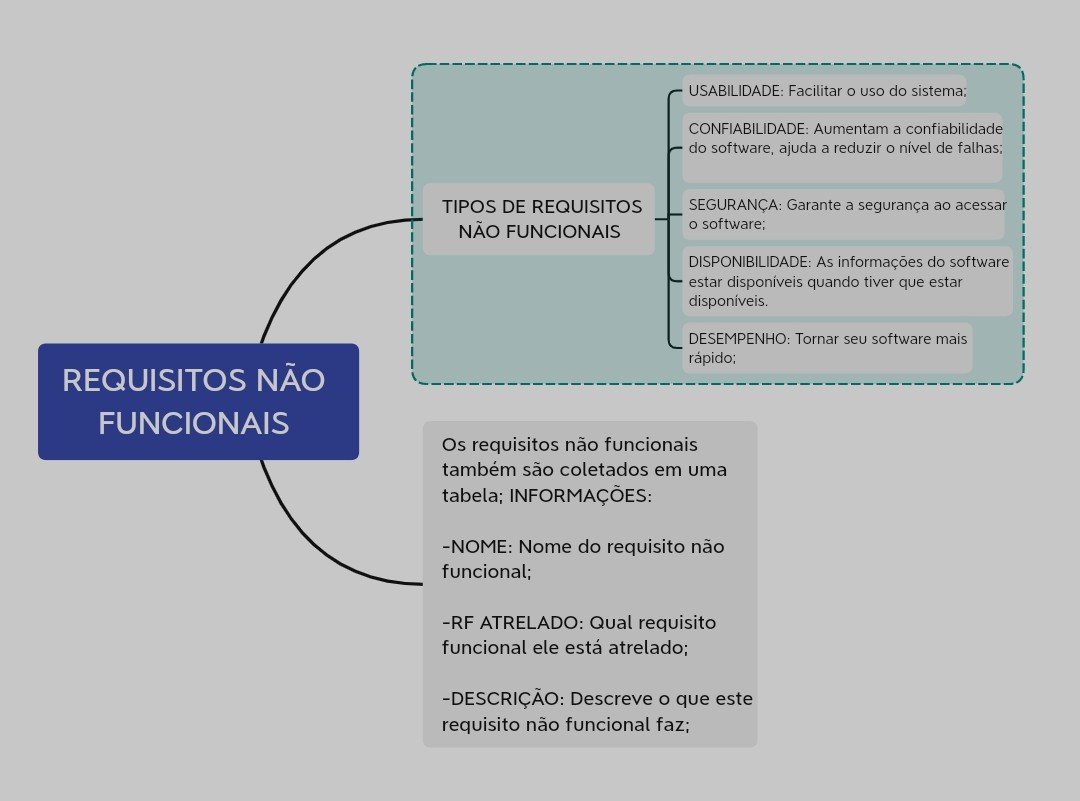 REQUISITOS NÃO
FUNCIONAIS
TIPOS DE REQUISITOS
NÃO FUNCIONAIS
USABILIDADE: Facilitar o uso do sistema;
CONFIABILIDADE: Aumentam a confiabilidade
do software, ajuda a reduzir o nível de falhas;
SEGURANÇA: Garante a segurança ao acessar
o software;
DISPONIBILIDADE: As informações do software
estar disponíveis quando tiver que estar
disponíveis.
DESEMPENHO: Tornar seu software mais
rápido;
Os requisitos não funcionais
também são coletados em uma
tabela; INFORMAÇÕES:
-NOME: Nome do requisito não
funcional;
-RF ATRELADO: Qual requisito
funcional ele está atrelado;
-DESCRIÇÃO: Descreve o que este
requisito não funcional faz;